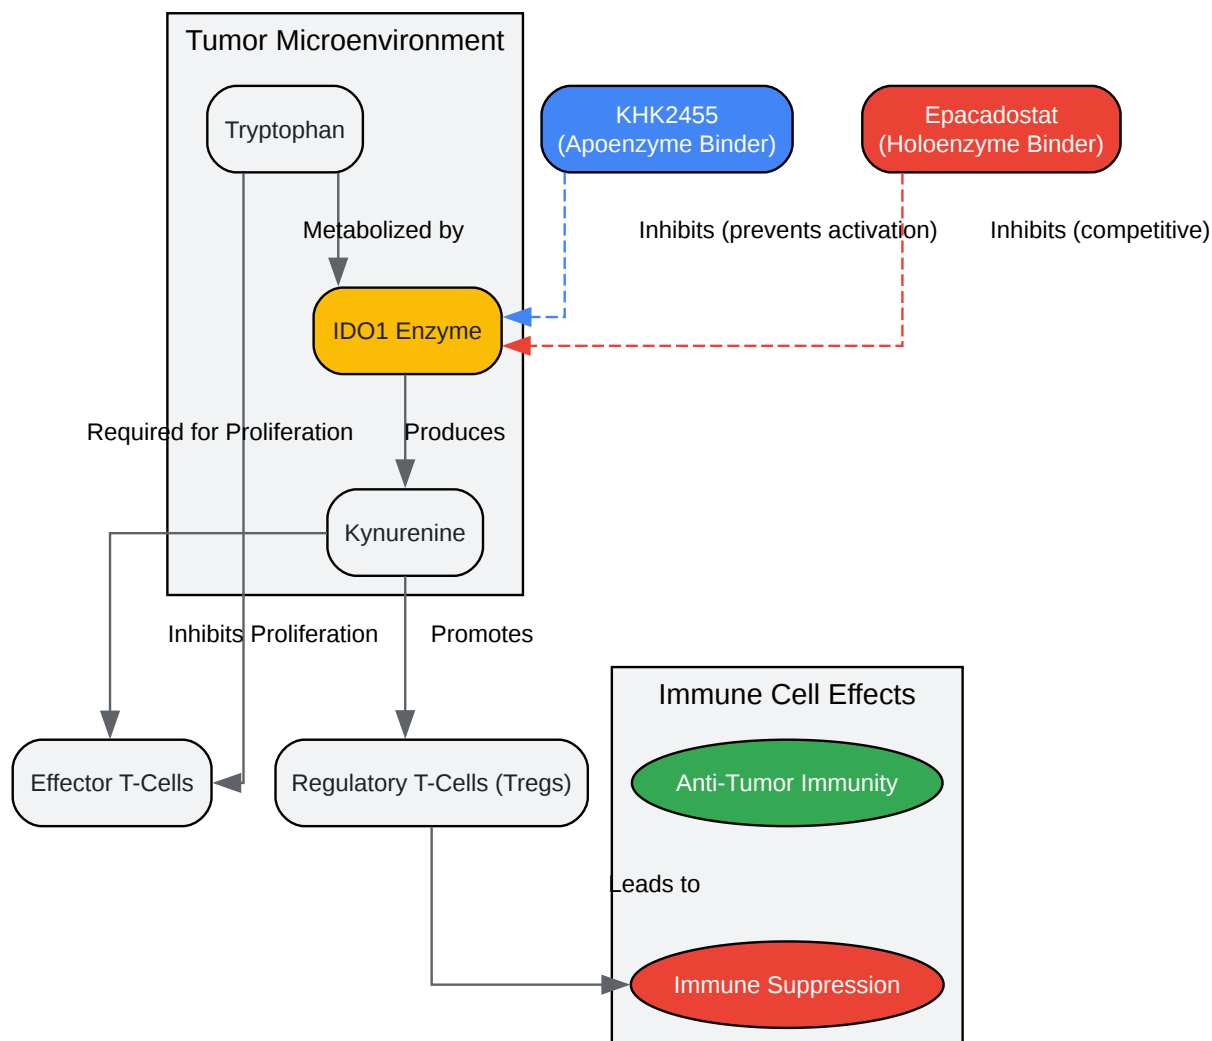 Tumor Microenvironment
Tryptophan
KHK2455
(Apoenzyme Binder)
Epacadostat
(Holoenzyme Binder)
Metabolized by
Inhibits (prevents activation)
Inhibits (competitive)
IDO1 Enzyme
Required for Proliferation
Produces
Kynurenine
Inhibits Proliferation
Promotes
Immune Cell Effects
Effector T-Cells
Regulatory T-Cells (Tregs)
Anti-Tumor Immunity
Leads to
Immune Suppression